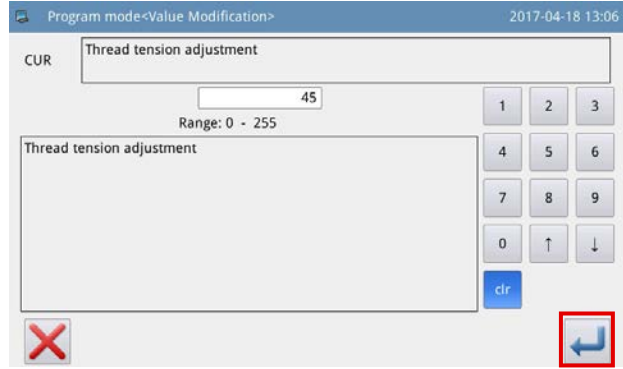 Program mode<Value Modification> 2017-04-18 13:06
CUR Thread tension adjustment
45
Range: 0 - 255
Thread tension adjustment
1 2 3
4 5 6
7 8 9
0 ↑ ↓
clr